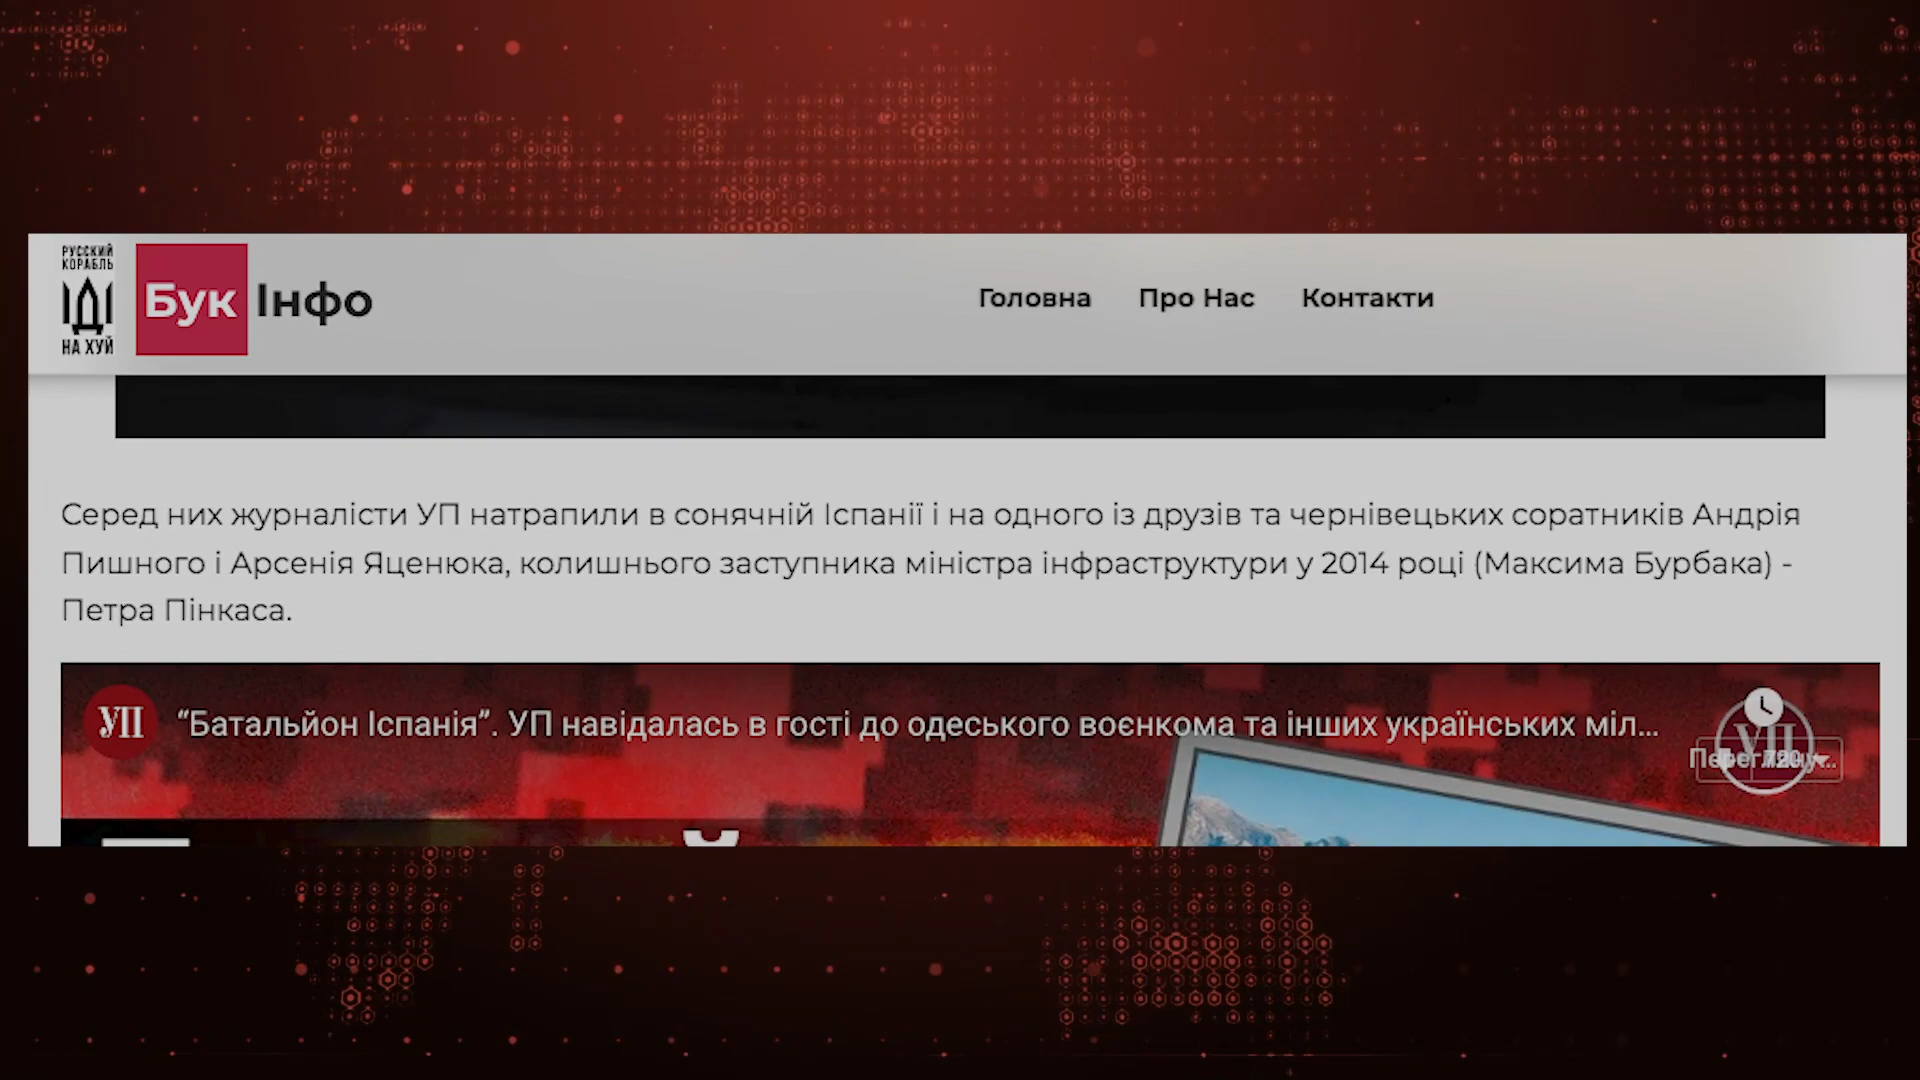 РУССКИЙ
КОРАБЛЬ
ІДІ
НА ХУЙ
Бук Інфо
Головна Про Нас Контакти
Серед них журналісти УП натрапили в сонячній Іспанії і на одного із друзів та чернівецьких соратників Андрія
Пишного і Арсенія Яценюка, колишнього заступника міністра інфраструктури у 2014 році (Максима Бурбака) -
Петра Пінкаса.
УП “Батальйон Іспанія”. УП навідалась в гості до одеського воєнкома та інших українських міл...
УП